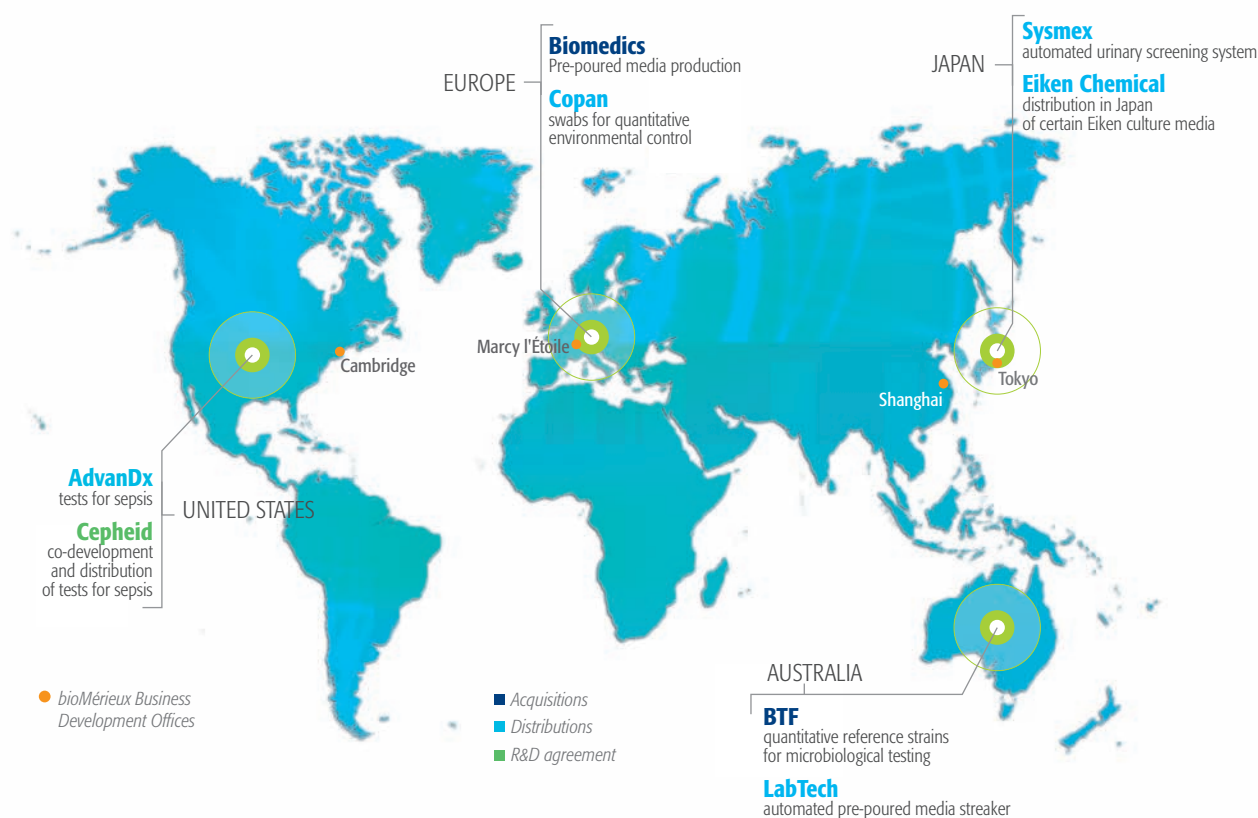 EUROPE
Biomedics
Pre-poured media production
Copan
swabs for quantitative
environmental control
JAPAN
Sysmex
automated urinary screening system
Eiken Chemical
distribution in Japan
of certain Eiken culture media
Cambridge
Marcy l'Étoile
Shanghai
Tokyo
AdvanDx
tests for sepsis
UNITED STATES
Cepheid
co-development
and distribution
of tests for sepsis
AUSTRALIA
BTF
quantitative reference strains
for microbiological testing
LabTech
automated pre-poured media streaker
bioMérieux Business
Development Offices
Acquisitions
Distributions
R&D agreement